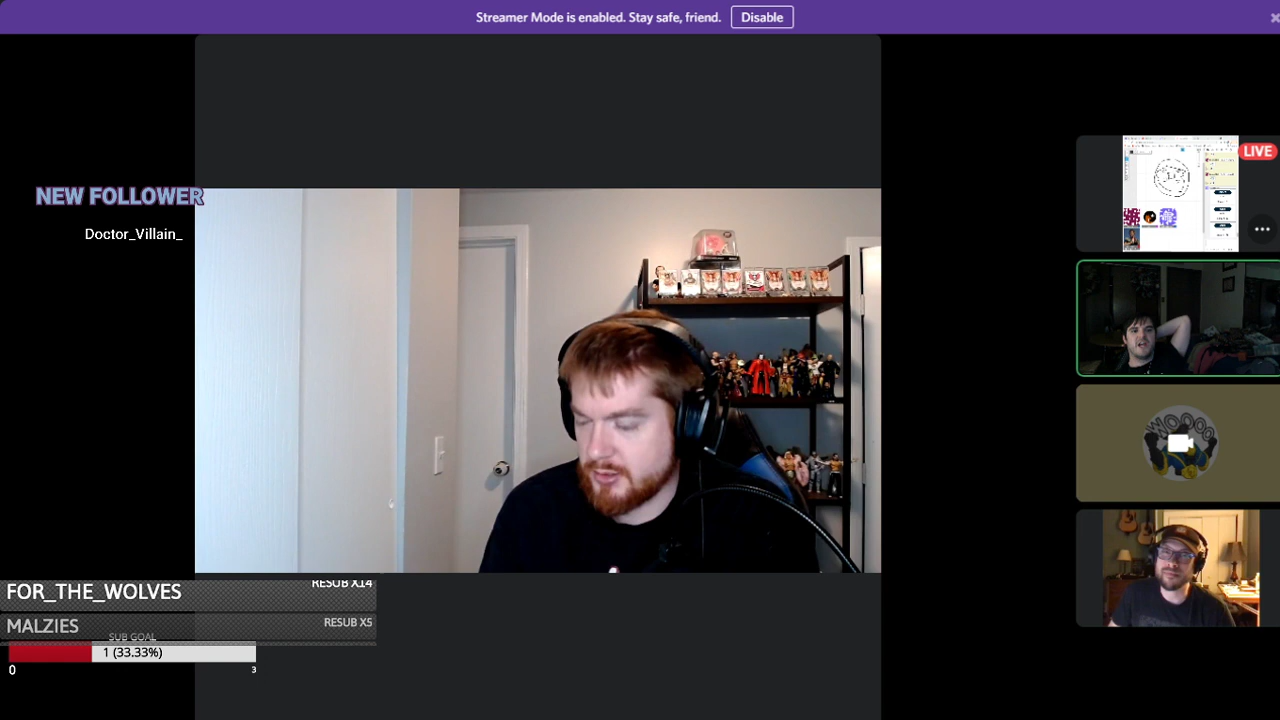 Streamer Mode is enabled. Stay safe, friend. Disable
LIVE
NEW FOLLOWER
Doctor_Villain_
WOOOO
FOR_THE_WOLVES RESUB X14
MALZIES RESUB X5
SUB GOAL
1 (33.33%)
0 3